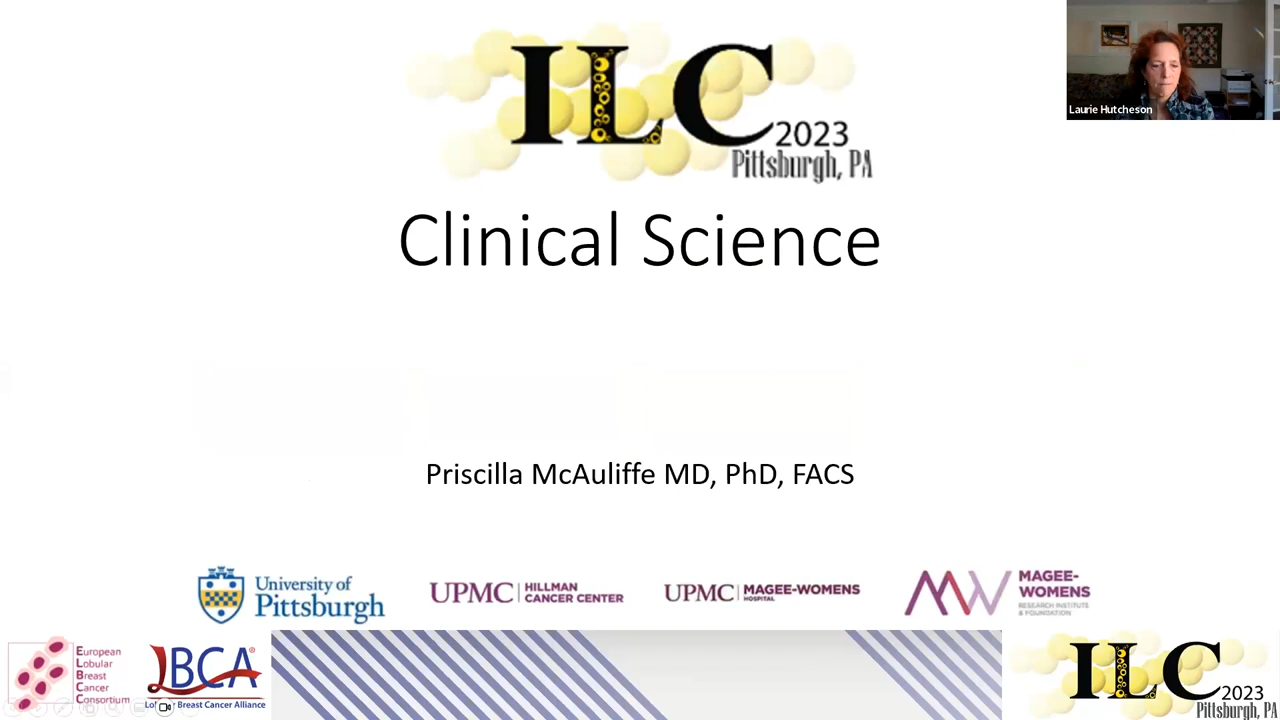 ILC
2023
Pittsburgh, PA
Laurie Hutcheson
Clinical Science
Priscilla McAuliffe MD, PhD, FACS
University of
Pittsburgh
UPMC HILLMAN
CANCER CENTER
UPMC MAGEE-WOMENS
HOSPITAL
MW MAGEE-
WOMENS
RESEARCH INSTITUTE
& FOUNDATION
European
Lobular
Breast
Cancer
Consortium
LBCA®
Lobular Breast Cancer Alliance
ILC
2023
Pittsburgh, PA